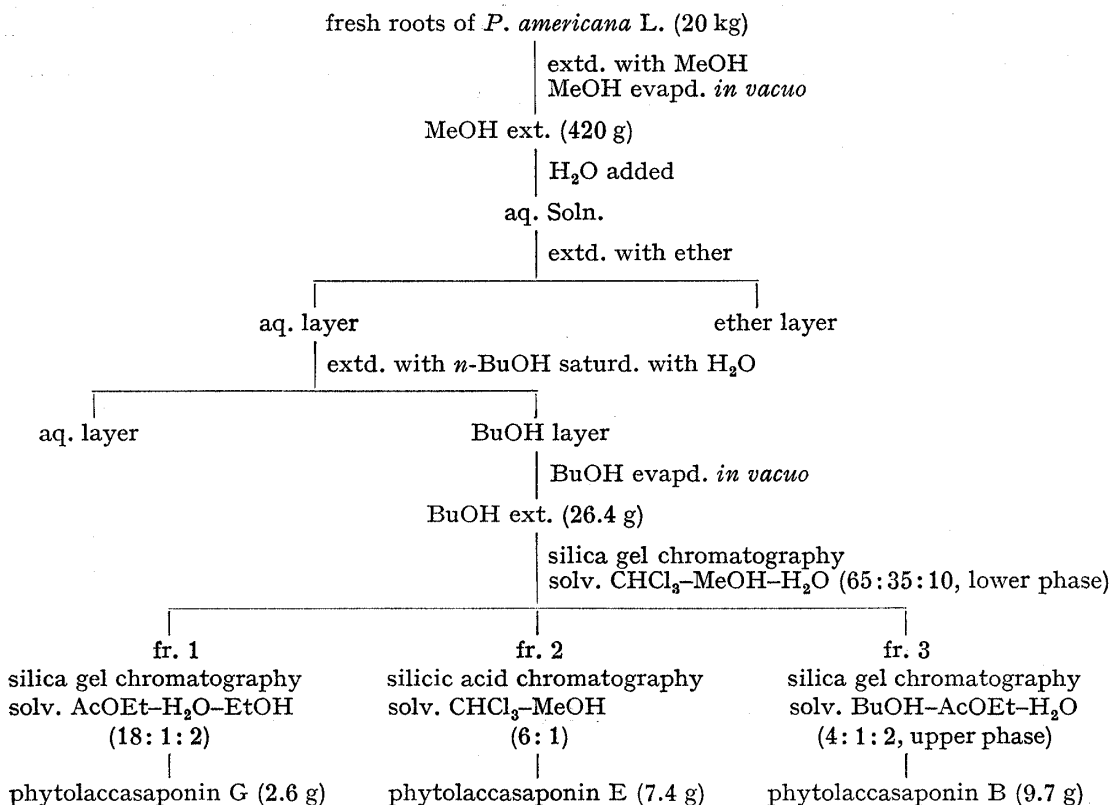 fresh roots of P. americana L. (20 kg)
extd. with MeOH
MeOH evapd. in vacuo
MeOH ext. (420 g)
H₂O added
aq. Soln.
extd. with ether
aq. layer
ether layer
extd. with n-BuOH saturd. with H₂O
aq. layer
BuOH layer
BuOH evapd. in vacuo
BuOH ext. (26.4 g)
silica gel chromatography
solv. CHCl₃–MeOH–H₂O (65:35:10, lower phase)
fr. 1
silica gel chromatography
solv. AcOEt–H₂O–EtOH
(18:1:2)
phytolaccasaponin G (2.6 g)
fr. 2
silicic acid chromatography
solv. CHCl₃–MeOH
(6:1)
phytolaccasaponin E (7.4 g)
fr. 3
silica gel chromatography
solv. BuOH–AcOEt–H₂O
(4:1:2, upper phase)
phytolaccasaponin B (9.7 g)